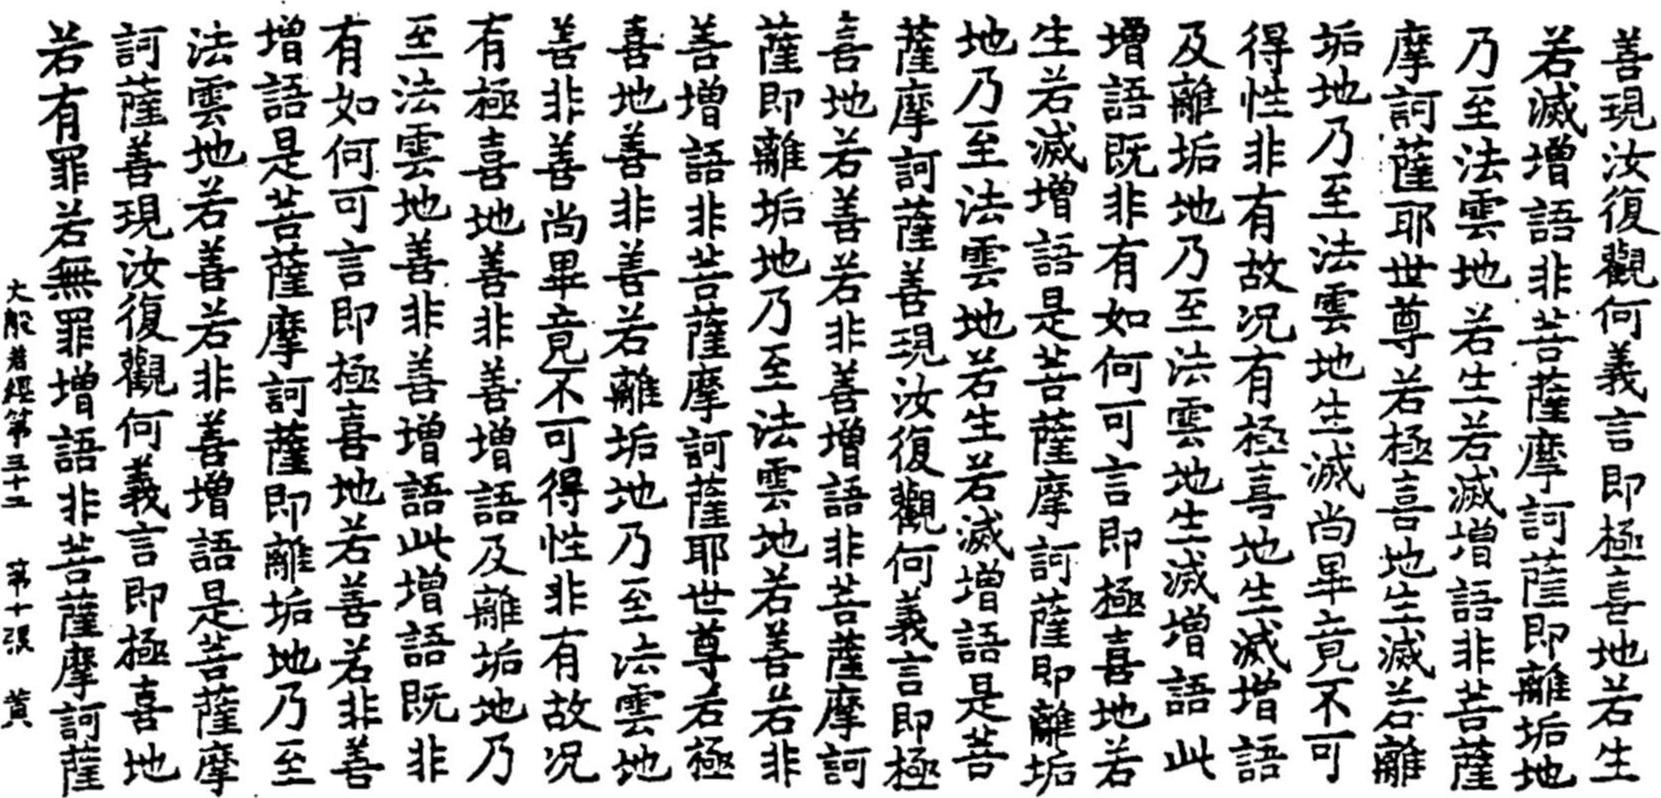 善現汝復觀何義言即極喜地若生
若滅增語非菩薩摩訶薩即離垢地
乃至法雲地若生若滅增語非菩薩
摩訶薩耶世尊若極喜地生滅若離
垢地乃至法雲地生滅尚畢竟不可
得性非有故况有極喜地生滅增語
及離垢地乃至法雲地生滅增語此
增語既非有如何可言即極喜地若
生若滅增語是菩薩摩訶薩即離垢
地乃至法雲地若生若滅增語是菩
薩摩訶薩善現汝復觀何義言即極
喜地若善若非善增語非菩薩摩訶
薩即離垢地乃至法雲地若善若非
善增語非菩薩摩訶薩耶世尊若極
喜地善非善若離垢地乃至法雲地
善非善尚畢竟不可得性非有故况
有極喜地善非善增語及離垢地乃
至法雲地善非善增語此增語既非
有如何可言即極喜地若善若非善
增語是菩薩摩訶薩即離垢地乃至
法雲地若善若非善增語是菩薩摩
訶薩善現汝復觀何義言即極喜地
若有罪若無罪增語非菩薩摩訶薩
大般若經第三十五 第十張 黃